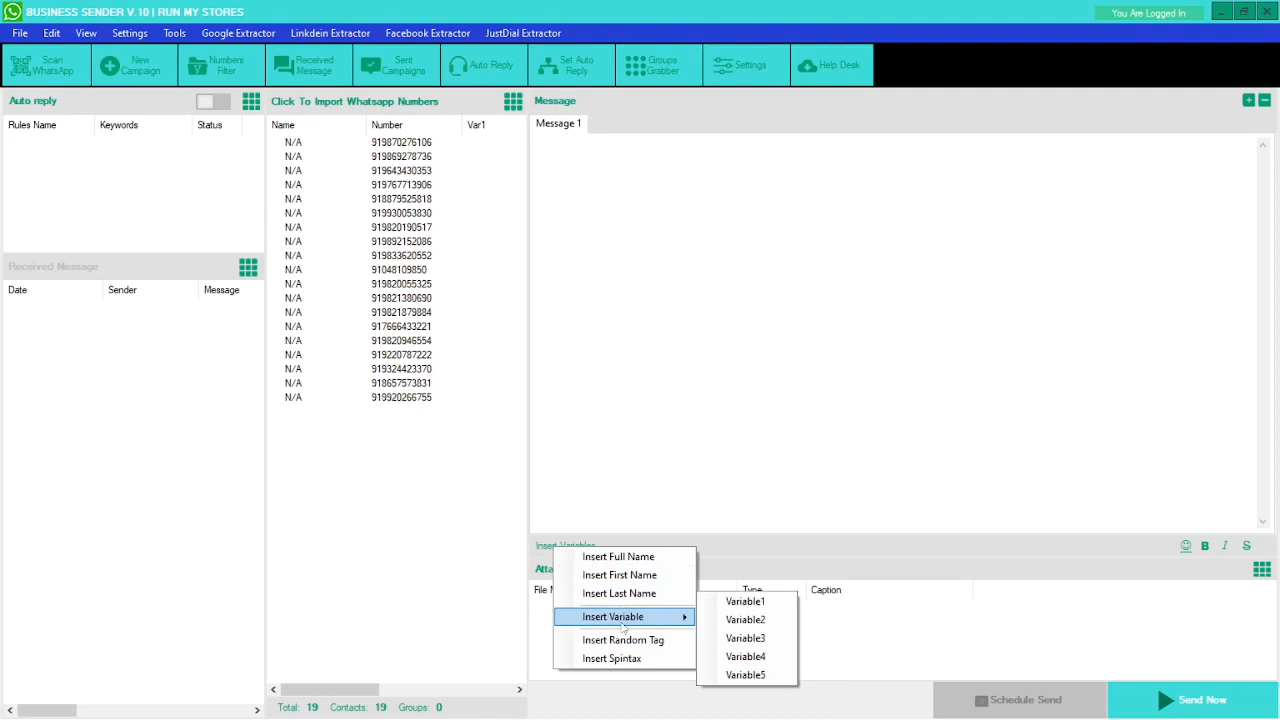 BUSINESS SENDER V.10 | RUN MY STORES
You Are Logged In
File Edit View Settings Tools Google Extractor Linkdein Extractor Facebook Extractor JustDial Extractor
Scan WhatsApp
New Campaign
Numbers Filter
Received Message
Sent Campaigns
Auto Reply
Set Auto Reply
Groups Grabber
Settings
Help Desk
Auto reply
Rules Name Keywords Status
Received Message
Date Sender Message
Click To Import Whatsapp Numbers
Name Number Var1
N/A 919870276106
N/A 919869278736
N/A 919643430353
N/A 919767713906
N/A 918879525818
N/A 919930053830
N/A 919820190517
N/A 919892152086
N/A 919833620552
N/A 91048109850
N/A 919820055325
N/A 919821380690
N/A 919821879884
N/A 917666433221
N/A 919820946554
N/A 919220787222
N/A 919324423370
N/A 918657573831
N/A 919920266755
Total: 19 Contacts: 19 Groups: 0
Message
Message 1
Insert Variables
B I S
Type Caption
Insert Full Name
Insert First Name
Insert Last Name
Insert Variable
Insert Random Tag
Insert Spintax
Variable1
Variable2
Variable3
Variable4
Variable5
Schedule Send
Send Now